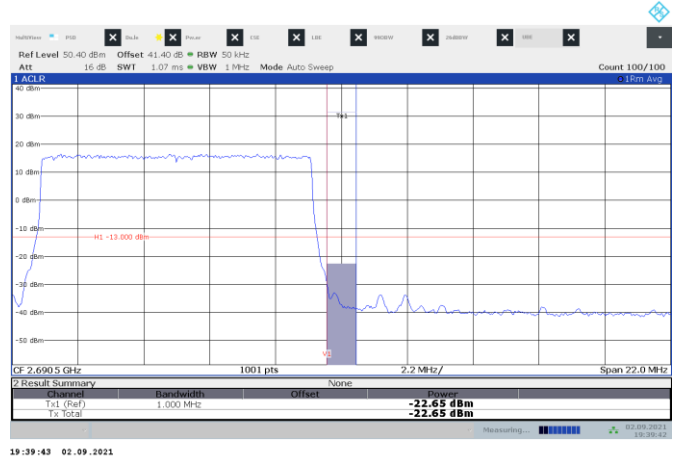 MultiView PSD Pwr.ar LBE
Ref Level 50.40 dBm Offset 41.40 dB RBW 50 kHz
Att 16 dB SWT 1.07 ms VBW 1 MHz Mode Auto Sweep Count 100/100
1 ACLR 1Rm Avg
40 dBm
30 dBm
Tx1
20 dBm
10 dBm
0 dBm
-10 dBm
H1 -13.000 dBm
-20 dBm
-30 dBm
-40 dBm
-50 dBm
CF 2.6905 GHz 1001 pts 2.2 MHz/ Span 22.0 MHz
2 Result Summary None
Channel Bandwidth Offset Power
Tx1 (Ref) 1.000 MHz -22.65 dBm
Tx Total -22.65 dBm
Measuring... 02.09.2021
19:39:42
19:39:43 02.09.2021